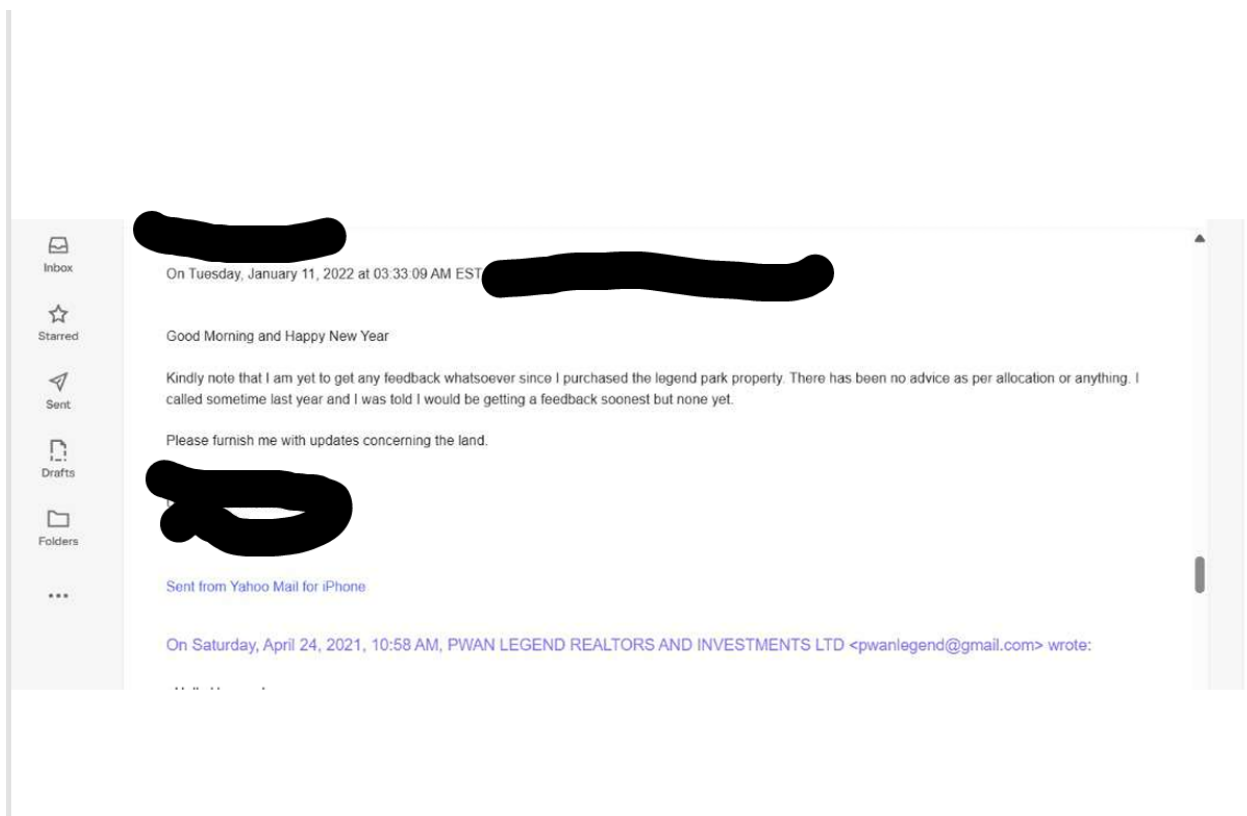 Inbox
Starred
Sent
Drafts
Folders
On Tuesday, January 11, 2022 at 03:33:09 AM EST
Good Morning and Happy New Year
Kindly note that I am yet to get any feedback whatsoever since I purchased the legend park property. There has been no advice as per allocation or anything. I
called sometime last year and I was told I would be getting a feedback soonest but none yet.
Please furnish me with updates concerning the land.
Sent from Yahoo Mail for iPhone
On Saturday, April 24, 2021, 10:58 AM, PWAN LEGEND REALTORS AND INVESTMENTS LTD <pwanlegend@gmail.com> wrote: